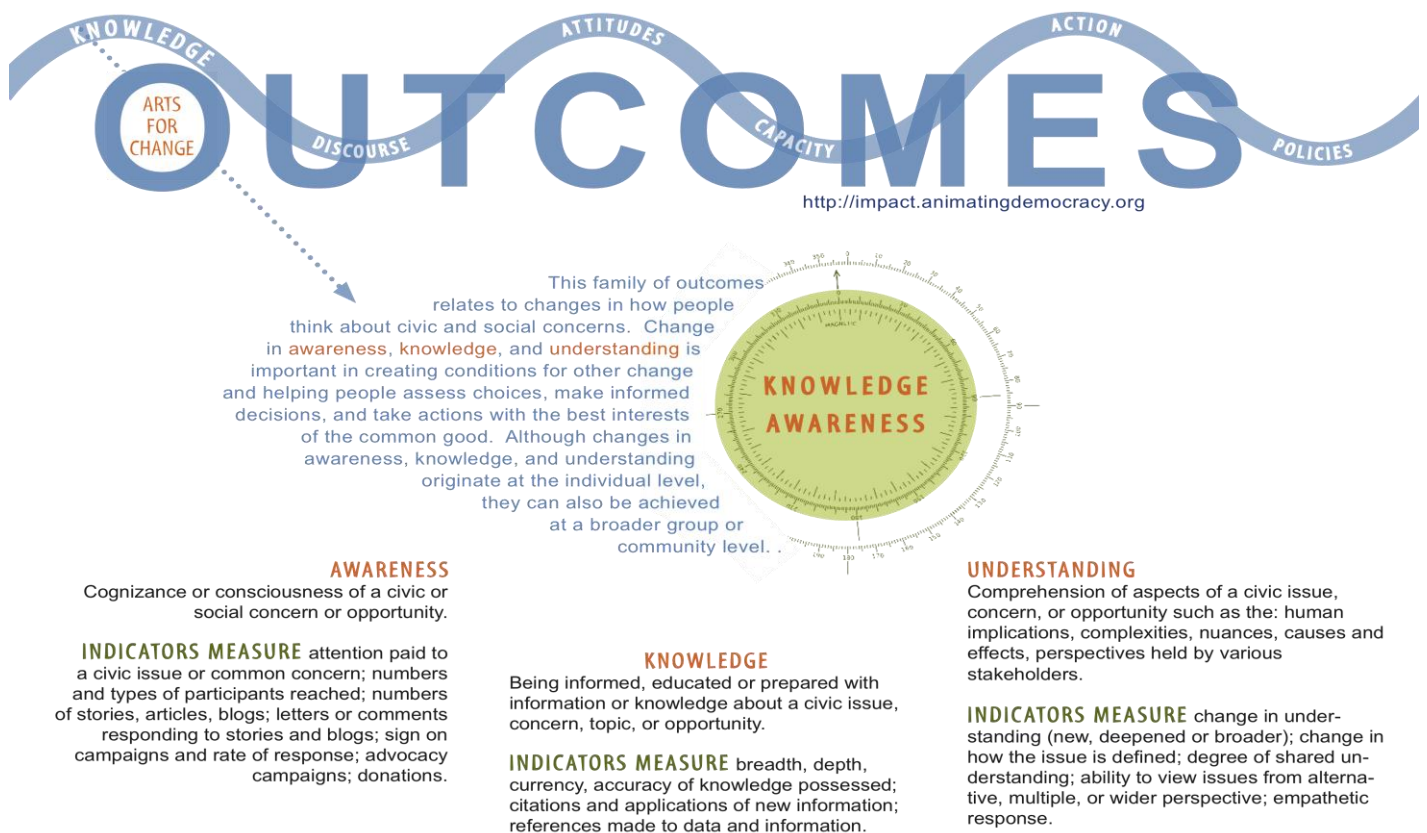 KNOWLEDGE
ATTITUDES
ACTION
OUTCOMES
ARTS
FOR
CHANGE
DISCOURSE
CAPACITY
POLICIES
http://impact.animatingdemocracy.org
This family of outcomes
relates to changes in how people
think about civic and social concerns.  Change
in awareness, knowledge, and understanding is
important in creating conditions for other change
and helping people assess choices, make informed
decisions, and take actions with the best interests
of the common good.  Although changes in
awareness, knowledge, and understanding
originate at the individual level,
they can also be achieved
at a broader group or
community level. .
MAGNETIC
KNOWLEDGE
AWARENESS
AWARENESS
Cognizance or consciousness of a civic or
social concern or opportunity.
INDICATORS MEASURE attention paid to
a civic issue or common concern; numbers
and types of participants reached; numbers
of stories, articles, blogs; letters or comments
responding to stories and blogs; sign on
campaigns and rate of response; advocacy
campaigns; donations.
KNOWLEDGE
Being informed, educated or prepared with
information or knowledge about a civic issue,
concern, topic, or opportunity.
INDICATORS MEASURE breadth, depth,
currency, accuracy of knowledge possessed;
citations and applications of new information;
references made to data and information.
UNDERSTANDING
Comprehension of aspects of a civic issue,
concern, or opportunity such as the: human
implications, complexities, nuances, causes and
effects, perspectives held by various
stakeholders.
INDICATORS MEASURE change in under-
standing (new, deepened or broader); change in
how the issue is defined; degree of shared un-
derstanding; ability to view issues from alterna-
tive, multiple, or wider perspective; empathetic
response.